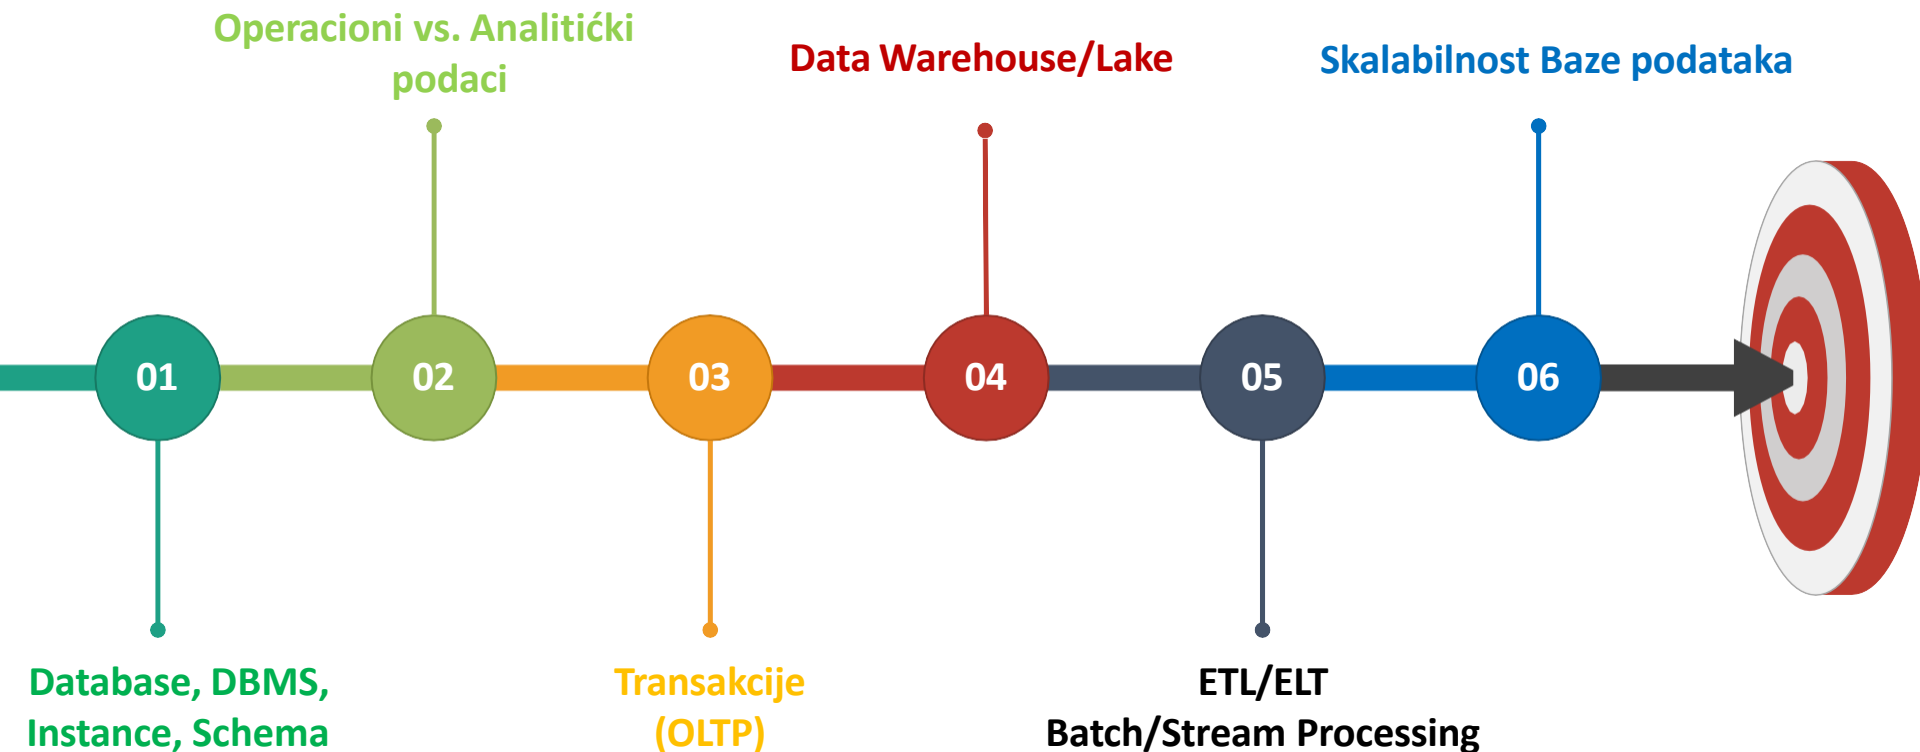 Operacioni vs. Analitićki
podaci
Data Warehouse/Lake
Skalabilnost Baze podataka
01
02
03
04
05
06
Database, DBMS,
Instance, Schema
Transakcije
(OLTP)
ETL/ELT
Batch/Stream Processing